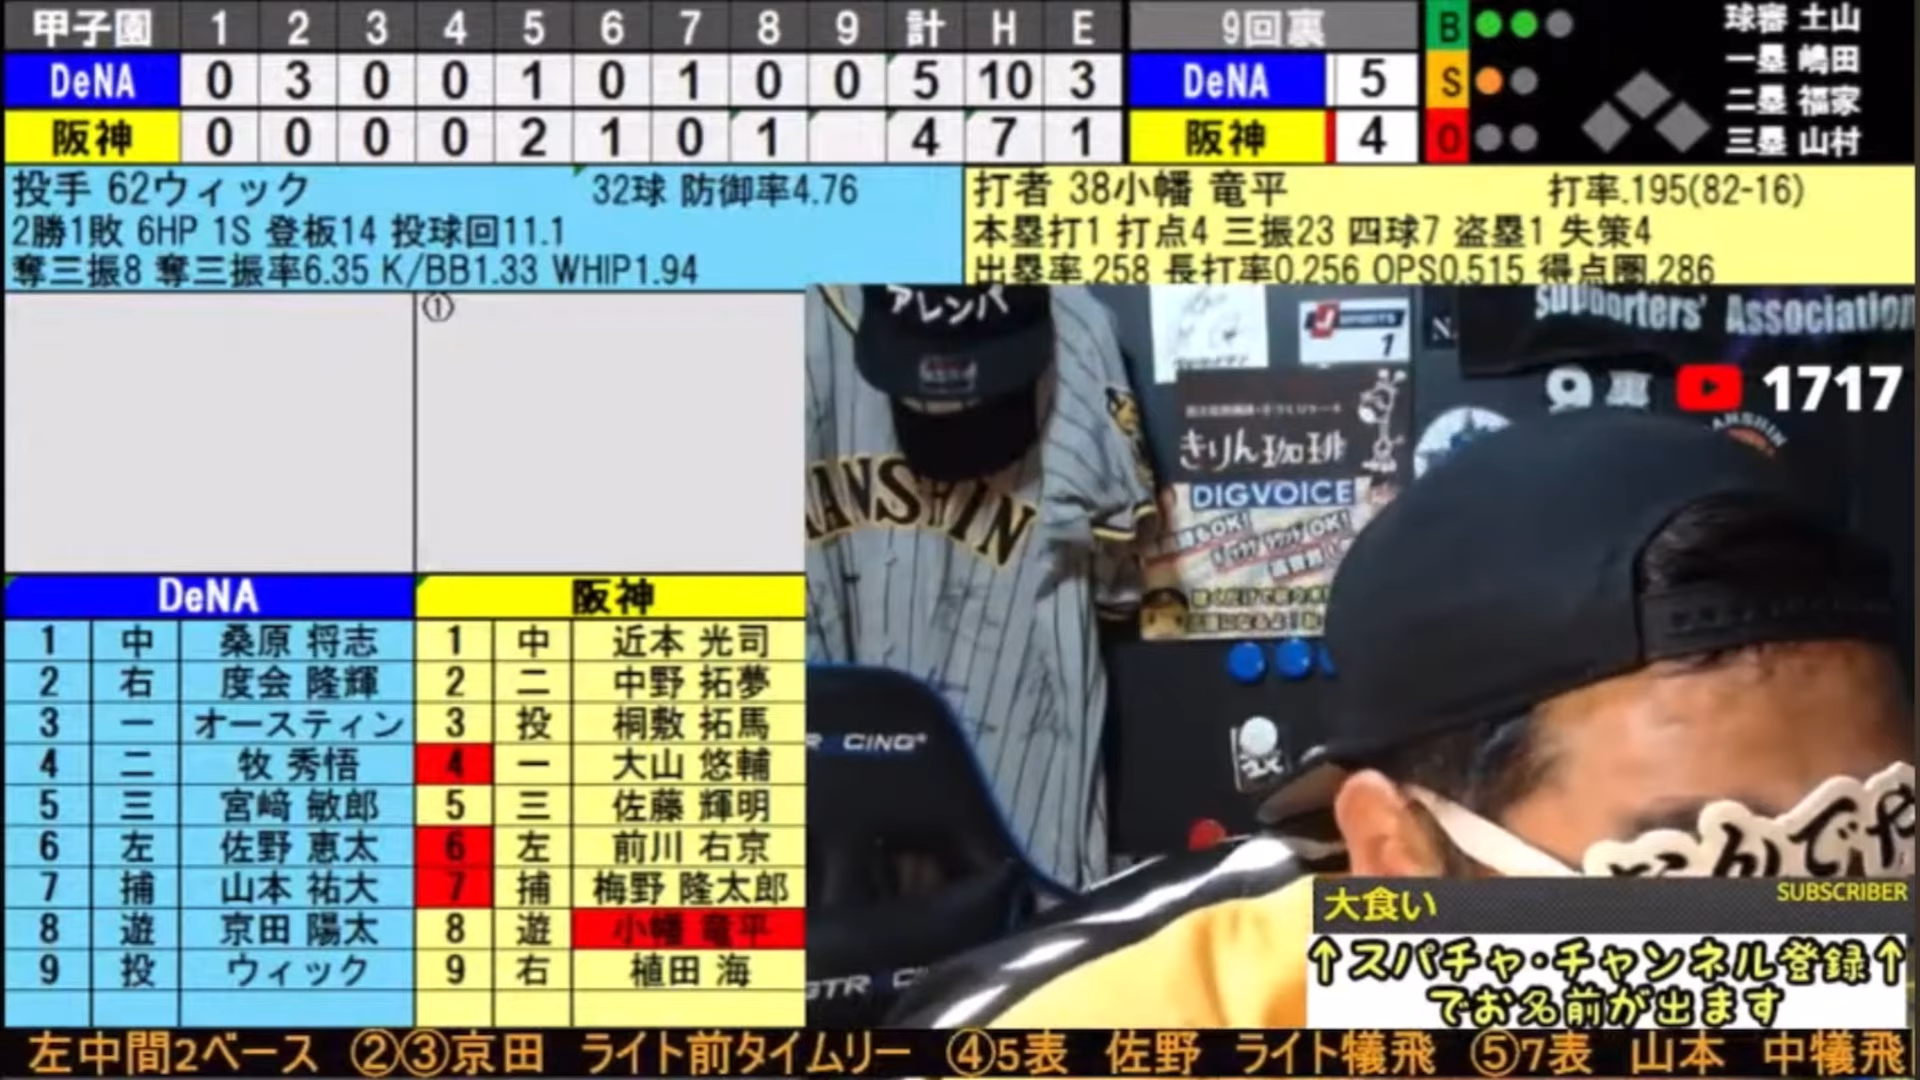 甲子園 1 2 3 4 5 6 7 8 9 計 H E
DeNA 0 3 0 0 1 0 1 0 0 5 10 3
阪神 0 0 0 0 2 1 0 1 4 7 1
9回裏
DeNA 5
阪神 4
B
S
O
球審 土山
一塁 嶋田
二塁 福家
三塁 山村
投手 62ウィック 32球 防御率4.76
2勝1敗 6HP 1S 登板14 投球回11.1
奪三振8 奪三振率6.35 K/BB1.33 WHIP1.94
打者 38小幡 竜平 打率.195(82-16)
本塁打1 打点4 三振23 四球7 盗塁1 失策4
出塁率.258 長打率0.256 OPS0.515 得点圏.286
①
アレンパ
SPORTS
1
Supporters' Association
9裏 1717
きりん珈琲
DIGVOICE
HANSHIN
DeNA 阪神
1 中 桑原 将志 1 中 近本 光司
2 右 度会 隆輝 2 二 中野 拓夢
3 一 オースティン 3 投 桐敷 拓馬
4 二 牧 秀悟 4 一 大山 悠輔
5 三 宮﨑 敏郎 5 三 佐藤 輝明
6 左 佐野 恵太 6 左 前川 右京
7 捕 山本 祐大 7 捕 梅野 隆太郎
8 遊 京田 陽太 8 遊 小幡 竜平
9 投 ウィック 9 右 植田 海
大食い SUBSCRIBER
↑スパチャ・チャンネル登録↑
でお名前が出ます
左中間2ベース ②③京田 ライト前タイムリー ④5表 佐野 ライト犠飛 ⑤7表 山本 中犠飛